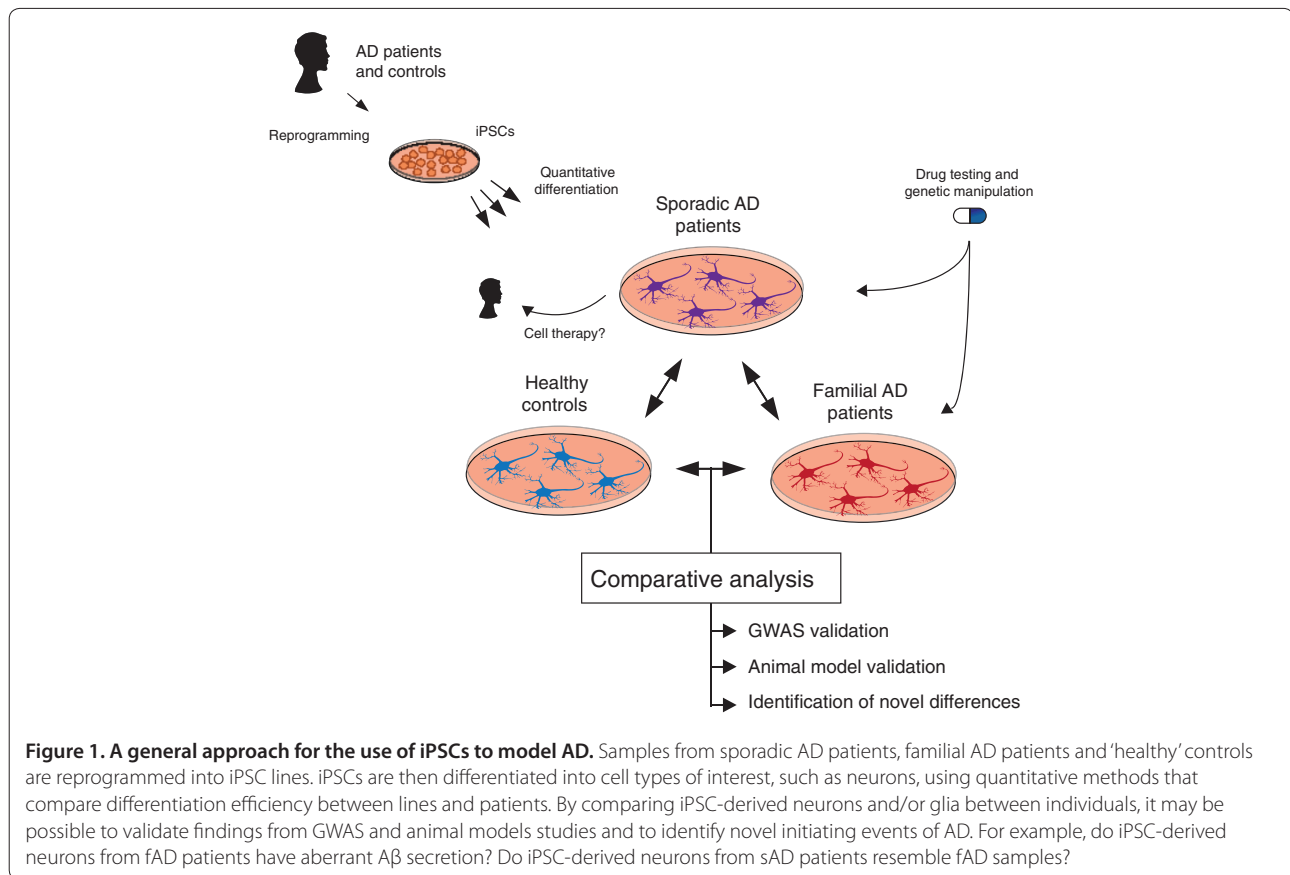 AD patients
and controls
Reprogramming
iPSCs
Quantitative
differentiation
Drug testing and
genetic manipulation
Sporadic AD
patients
Cell therapy?
Healthy
controls
Familial AD
patients
Comparative analysis
GWAS validation
Animal model validation
Identification of novel differences
Figure 1. A general approach for the use of iPSCs to model AD. Samples from sporadic AD patients, familial AD patients and ‘healthy’ controls
are reprogrammed into iPSC lines. iPSCs are then differentiated into cell types of interest, such as neurons, using quantitative methods that
compare differentiation efficiency between lines and patients. By comparing iPSC-derived neurons and/or glia between individuals, it may be
possible to validate findings from GWAS and animal models studies and to identify novel initiating events of AD. For example, do iPSC-derived
neurons from fAD patients have aberrant Aβ secretion? Do iPSC-derived neurons from sAD patients resemble fAD samples?